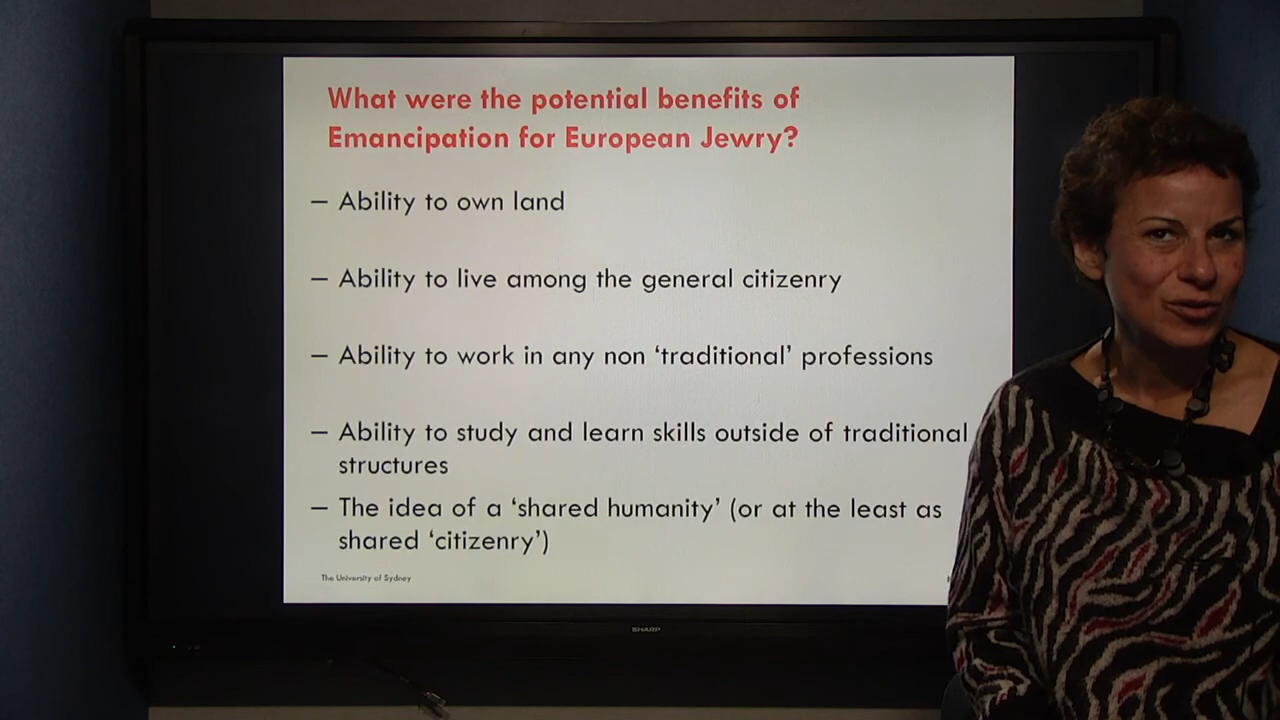 What were the potential benefits of
Emancipation for European Jewry?
– Ability to own land
– Ability to live among the general citizenry
– Ability to work in any non ‘traditional’ professions
– Ability to study and learn skills outside of traditional
structures
– The idea of a ‘shared humanity’ (or at the least as
shared ‘citizenry’)
The University of Sydney
SHARP